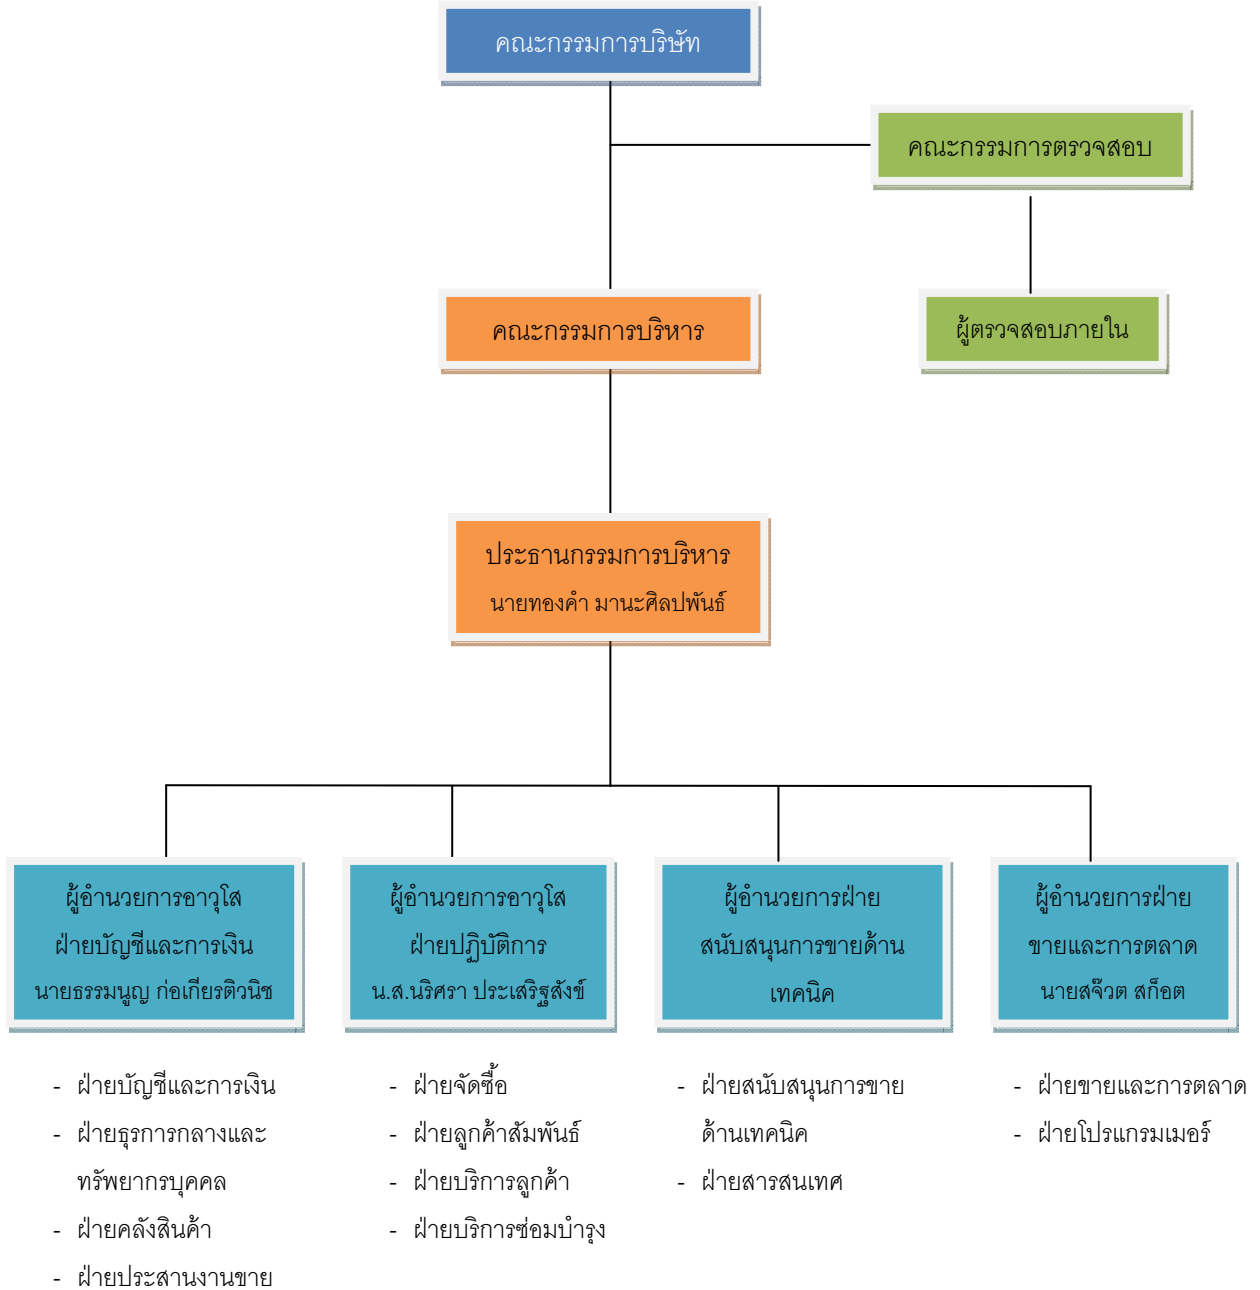 คณะกรรมการบริษัท
คณะกรรมการตรวจสอบ
คณะกรรมการบริหาร
ผู้ตรวจสอบภายใน
ประธานกรรมการบริหาร
นายทองคำ มานะศิลปพันธ์
ผู้อำนวยการอาวุโส
ฝ่ายบัญชีและการเงิน
นายธรรมนูญ ก่อเกียรติวนิช
ผู้อำนวยการอาวุโส
ฝ่ายปฏิบัติการ
น.ส.นริศรา ประเสริฐสังข์
ผู้อำนวยการฝ่าย
สนับสนุนการขายด้าน
เทคนิค
ผู้อำนวยการฝ่าย
ขายและการตลาด
นายสจ๊วต สก็อต
- ฝ่ายบัญชีและการเงิน
- ฝ่ายธุรการกลางและ
ทรัพยากรบุคคล
- ฝ่ายคลังสินค้า
- ฝ่ายประสานงานขาย
- ฝ่ายจัดซื้อ
- ฝ่ายลูกค้าสัมพันธ์
- ฝ่ายบริการลูกค้า
- ฝ่ายบริการซ่อมบำรุง
- ฝ่ายสนับสนุนการขาย
ด้านเทคนิค
- ฝ่ายสารสนเทศ
- ฝ่ายขายและการตลาด
- ฝ่ายโปรแกรมเมอร์